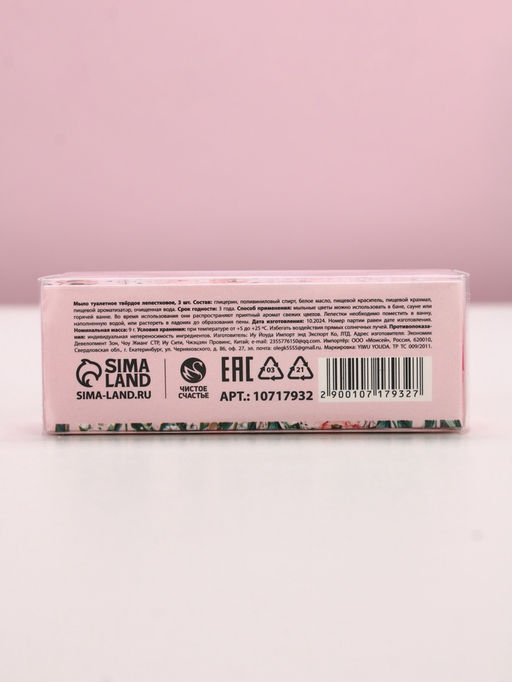 Мыло туалетное твёрдое лепестковое, 3 шт. Состав: глицерин, поливиниловый спирт, белое масло, пищевой краситель, пищевой крахмал,
пищевой ароматизатор, очищенная вода. Срок годности: 3 года. Способ применения: мыльные цветы можно использовать в бане, сауне или
горячей ванне. Во время использования они распространяют приятный аромат свежих цветов. Лепестки необходимо поместить в ванну,
наполненную водой, или растереть в ладонях до образования пены. Дата изготовления: 10.2024. Номер партии равен дате изготовления.
Номинальная масса: 9 г. Условия хранения: при температуре от +5 до +25 °C. Избегать воздействия прямых солнечных лучей. Противопоказа-
ния: индивидуальная непереносимость ингредиентов. Изготовитель: Иу Йоуда Импорт энд Экспорт Ко, ЛТД. Адрес изготовителя: Экономик
Девелопмент Зон, Чоу Жианг СТР, Иу Сити, Чжэцзян Провинс, Китай; e-mail: 2355776150@qq.com. Импортёр: ООО «Монсей», Россия, 620010,
Свердловская обл., г. Екатеринбург, ул. Черняховского, д. 86, оф. 27, эл. почта: olegk5555@gmail.ru. Маркировка: YIWU YOUDA. ТР ТС 009/2011.
SIMA
LAND
SIMA-LAND.RU
ЧИСТОЕ
СЧАСТЬЕ
EAC
03
21
АРТ.: 10717932
2 900107 179327